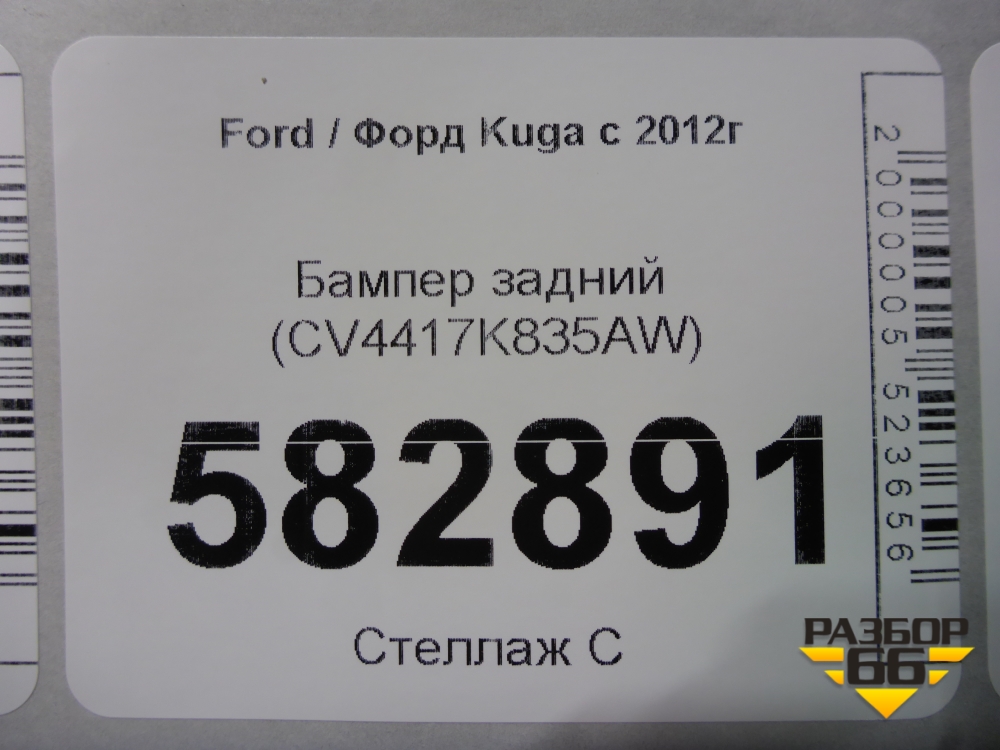 Ford / Форд Kuga с 2012г
Бампер задний
(CV4417K835AW)
582891
Стеллаж С
2000005523656
РАЗБОР
66